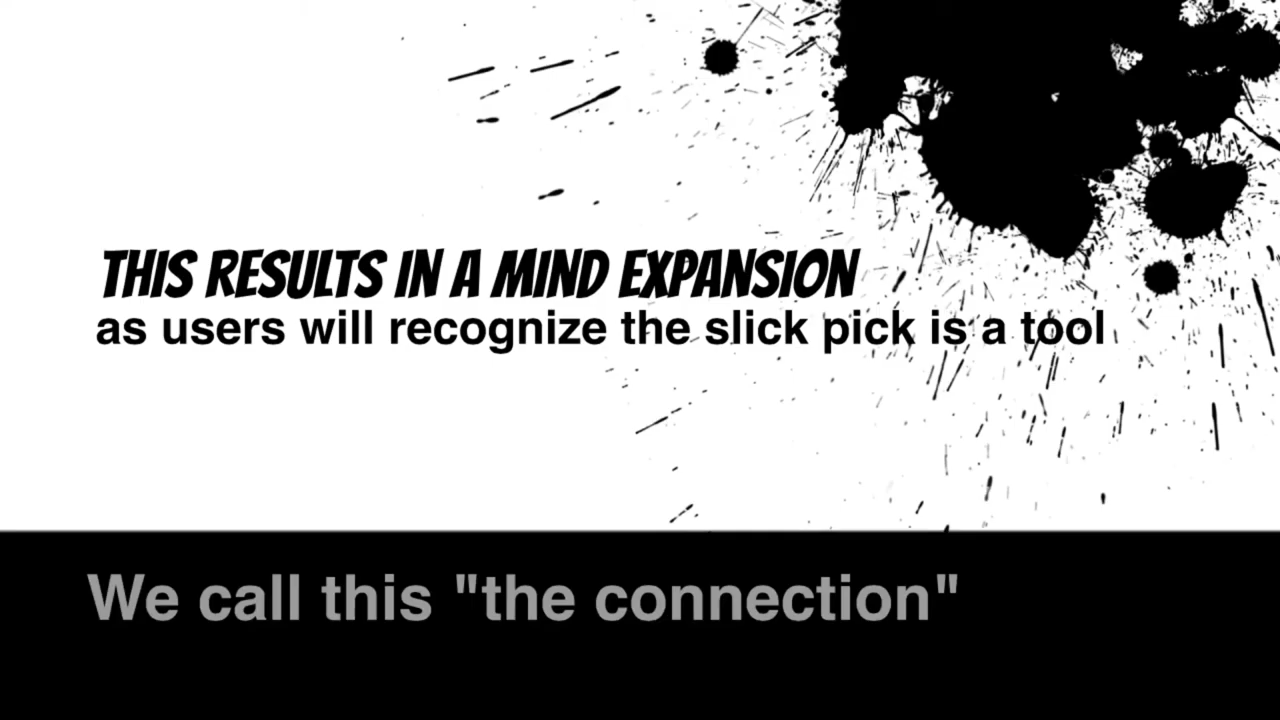 THIS RESULTS IN A MIND EXPANSION
as users will recognize the slick pick is a tool
We call this "the connection"